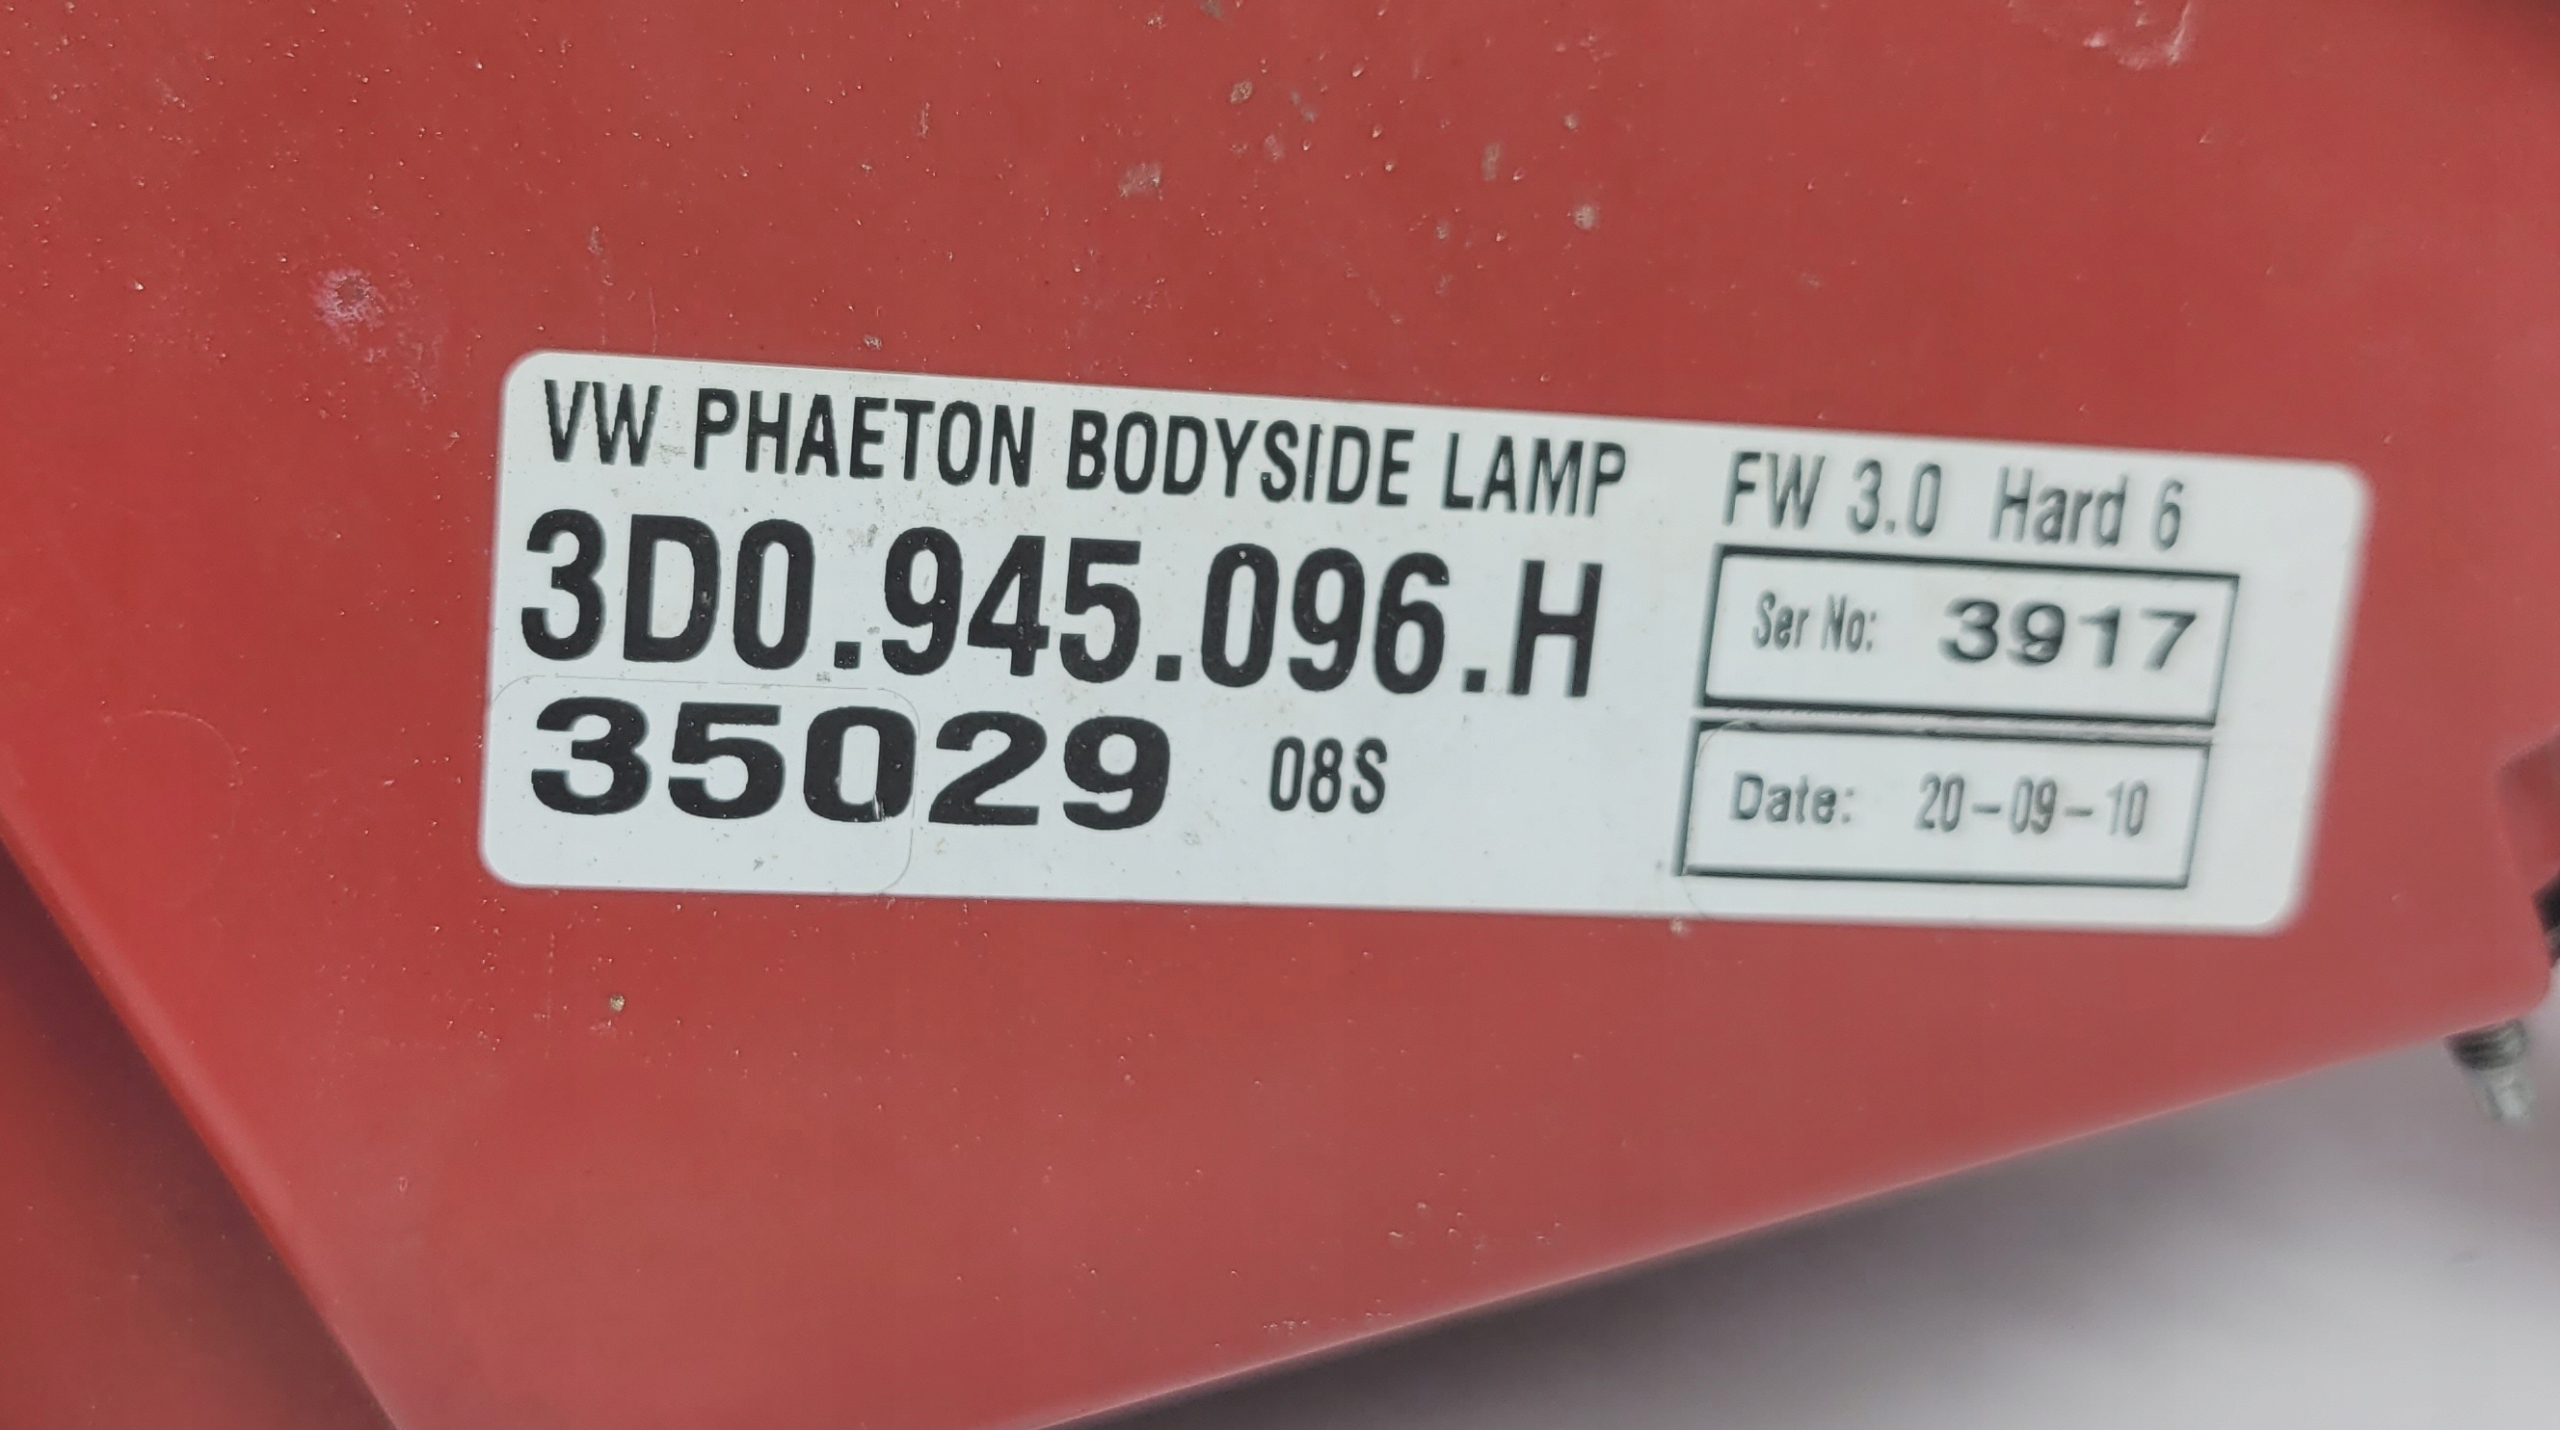 VW PHAETON BODYSIDE LAMP
3D0.945.096.H
35029 08S
FW 3.0 Hard 6
Ser No: 3917
Date: 20-09-10